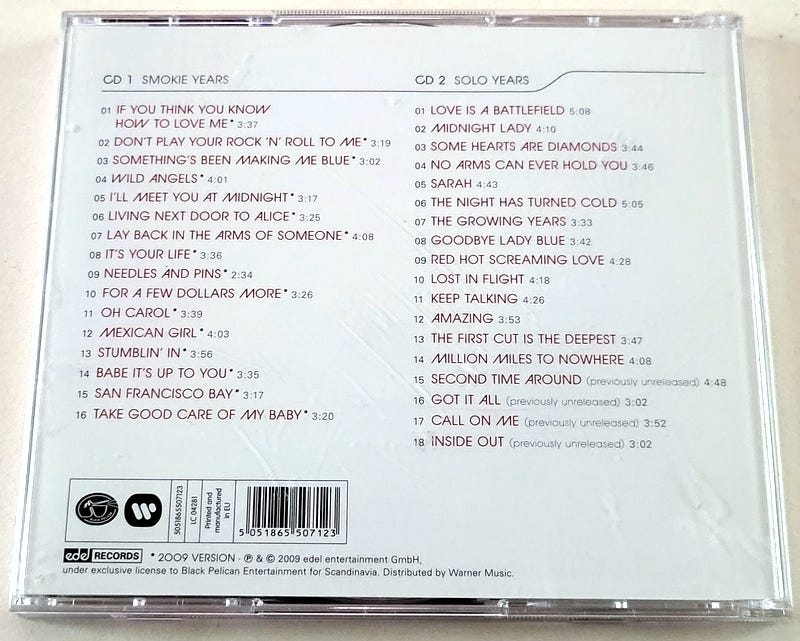 CD 1 SMOKIE YEARS
01 IF YOU THINK YOU KNOW
HOW TO LOVE ME* 3:37
02 DON'T PLAY YOUR ROCK 'N' ROLL TO ME* 3:19
03 SOMETHING'S BEEN MAKING ME BLUE* 3:02
04 WILD ANGELS* 4:01
05 I'LL MEET YOU AT MIDNIGHT* 3:17
06 LIVING NEXT DOOR TO ALICE* 3:25
07 LAY BACK IN THE ARMS OF SOMEONE* 4:08
08 IT'S YOUR LIFE* 3:36
09 NEEDLES AND PINS* 2:34
10 FOR A FEW DOLLARS MORE* 3:26
11 OH CAROL* 3:39
12 MEXICAN GIRL* 4:03
13 STUMBLIN' IN* 3:56
14 BABE IT'S UP TO YOU* 3:35
15 SAN FRANCISCO BAY* 3:17
16 TAKE GOOD CARE OF MY BABY* 3:20
CD 2 SOLO YEARS
01 LOVE IS A BATTLEFIELD 5:08
02 MIDNIGHT LADY 4:10
03 SOME HEARTS ARE DIAMONDS 3:44
04 NO ARMS CAN EVER HOLD YOU 3:46
05 SARAH 4:43
06 THE NIGHT HAS TURNED COLD 5:05
07 THE GROWING YEARS 3:33
08 GOODBYE LADY BLUE 3:42
09 RED HOT SCREAMING LOVE 4:28
10 LOST IN FLIGHT 4:18
11 KEEP TALKING 4:26
12 AMAZING 3:53
13 THE FIRST CUT IS THE DEEPEST 3:47
14 MILLION MILES TO NOWHERE 4:08
15 SECOND TIME AROUND (previously unreleased) 4:48
16 GOT IT ALL (previously unreleased) 3:02
17 CALL ON ME (previously unreleased) 3:52
18 INSIDE OUT (previously unreleased) 3:02
5051865507123
LC 04281
Printed and
manufactured
in EU
5 051865 507123
edel RECORDS
* 2009 VERSION · ℗ & © 2009 edel entertainment GmbH,
under exclusive license to Black Pelican Entertainment for Scandinavia. Distributed by Warner Music.